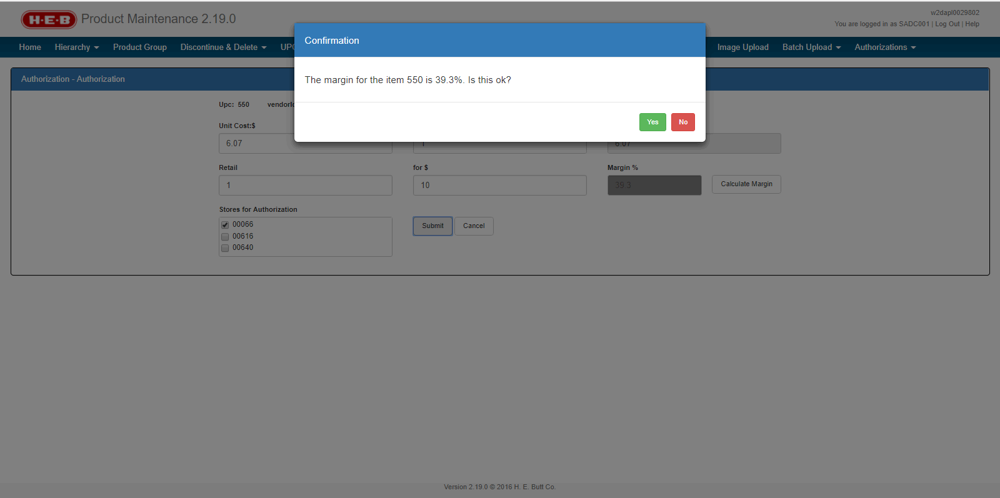 H-E-B Product Maintenance 2.19.0
w2dapl0029802
You are logged in as SADC001 | Log Out | Help
Home Hierarchy Product Group Discontinue & Delete UPC Image Upload Batch Upload Authorizations
Confirmation
The margin for the item 550 is 39.3%. Is this ok?
Yes No
Authorization - Authorization
Upc: 550
Unit Cost:$
6.07 1 6.07
Retail for $ Margin %
1 10 39.3 Calculate Margin
Stores for Authorization
00066
00616
00640
Submit Cancel
Version 2.19.0 © 2016 H. E. Butt Co.